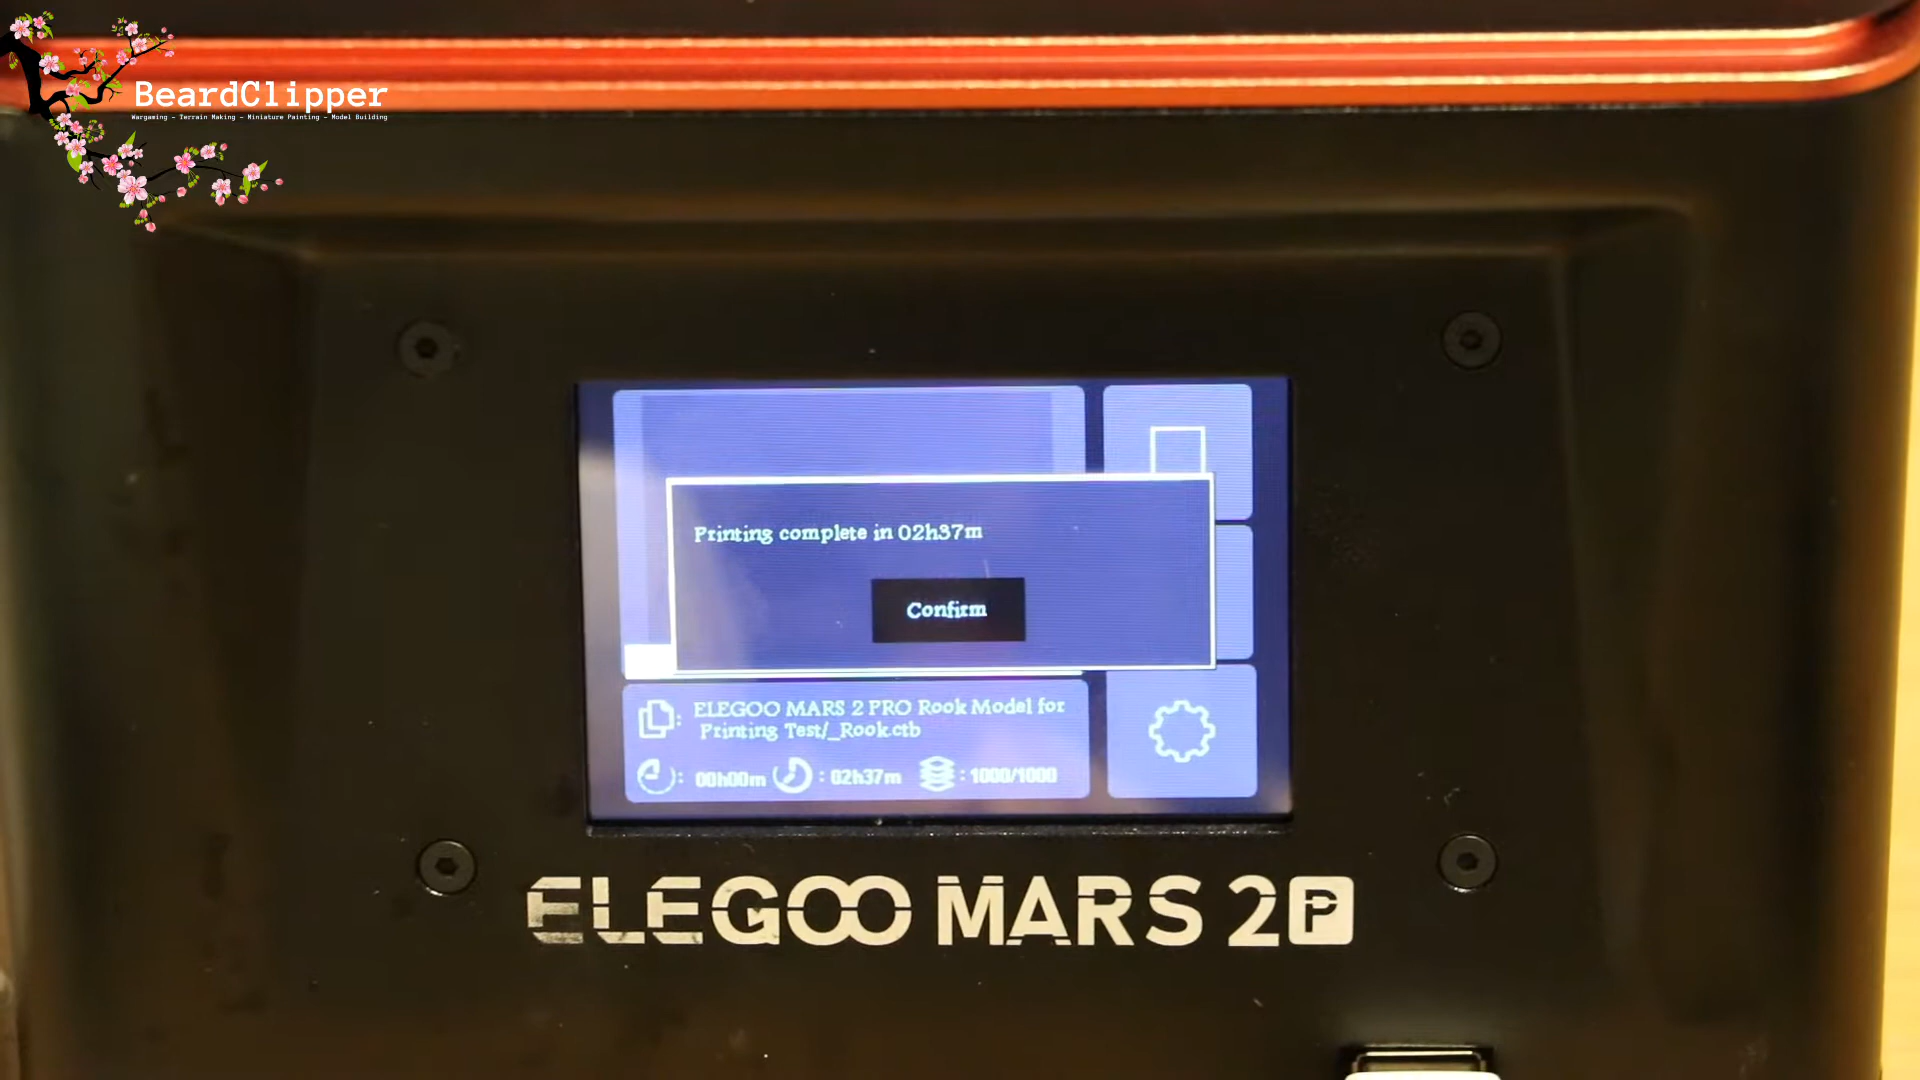 BeardClipper
Wargaming - Terrain Making - Miniature Painting - Model Building
Printing complete in 02h37m
Confirm
: ELEGOO MARS 2 PRO Rook Model for
Printing Test/_Rook.ctb
: 00h00m : 02h37m : 1000/1000
ELEGOO MARS 2P